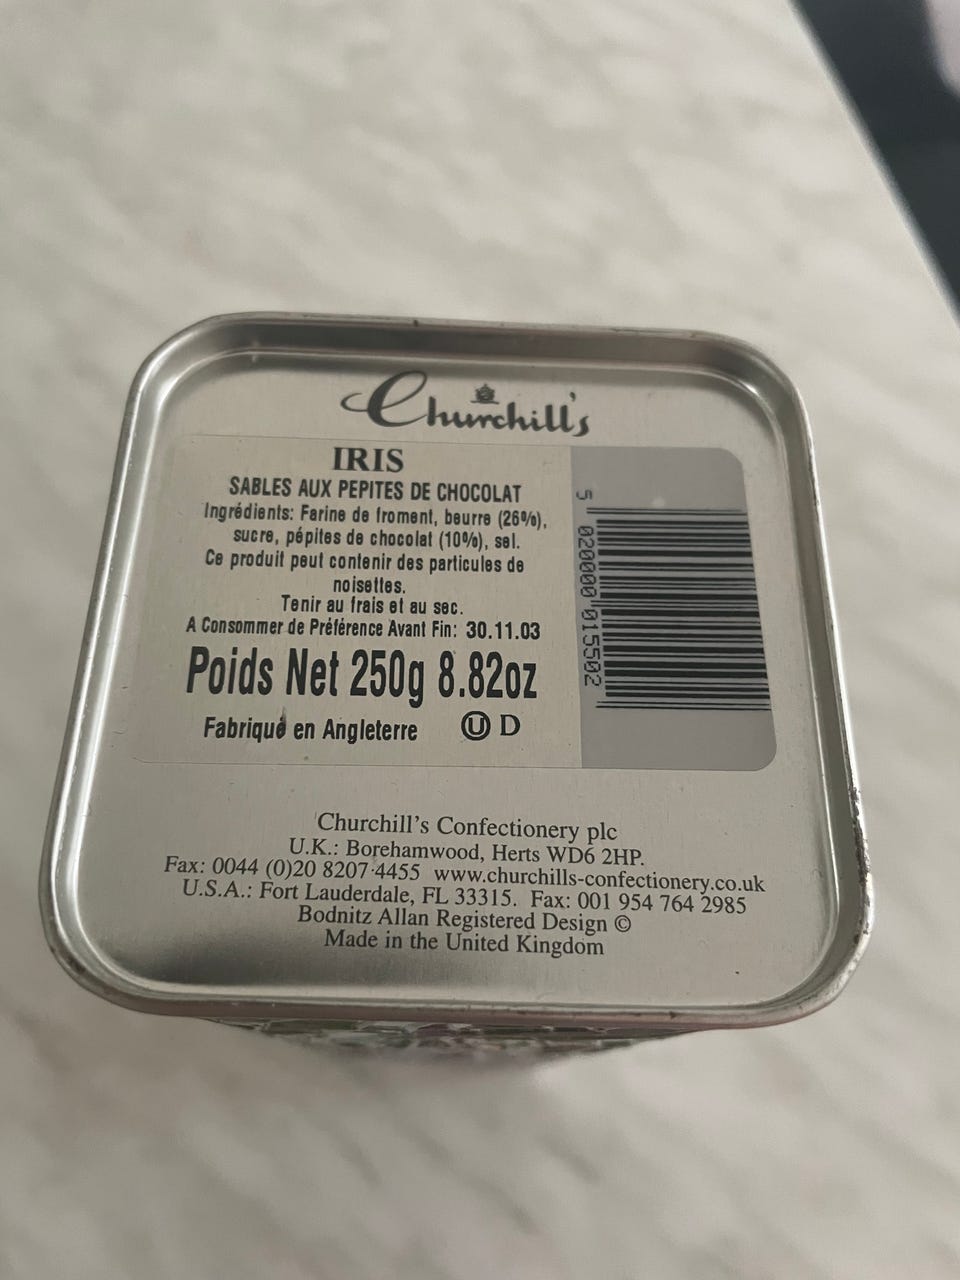 Churchill's
IRIS
SABLES AUX PEPITES DE CHOCOLAT
Ingrédients: Farine de froment, beurre (26%),
sucre, pépites de chocolat (10%), sel.
Ce produit peut contenir des particules de
noisettes.
Tenir au frais et au sec.
A Consommer de Préférence Avant Fin: 30.11.03
Poids Net 250g 8.82oz
Fabriqué en Angleterre U D
5 020000 015502
Churchill's Confectionery plc
U.K.: Borehamwood, Herts WD6 2HP.
Fax: 0044 (0)20 8207 4455 www.churchills-confectionery.co.uk
U.S.A.: Fort Lauderdale, FL 33315. Fax: 001 954 764 2985
Bodnitz Allan Registered Design ©
Made in the United Kingdom